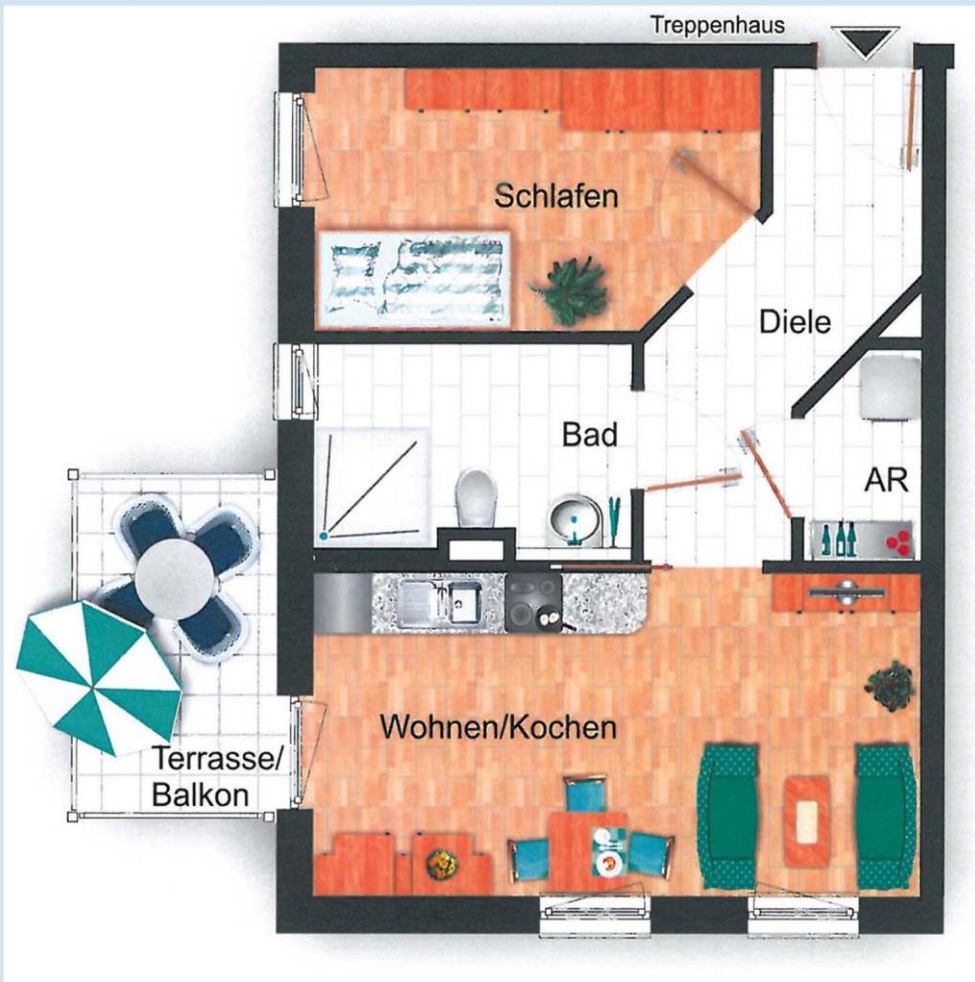 Treppenhaus
Schlafen
Diele
Bad
AR
Wohnen/Kochen
Terrasse/
Balkon